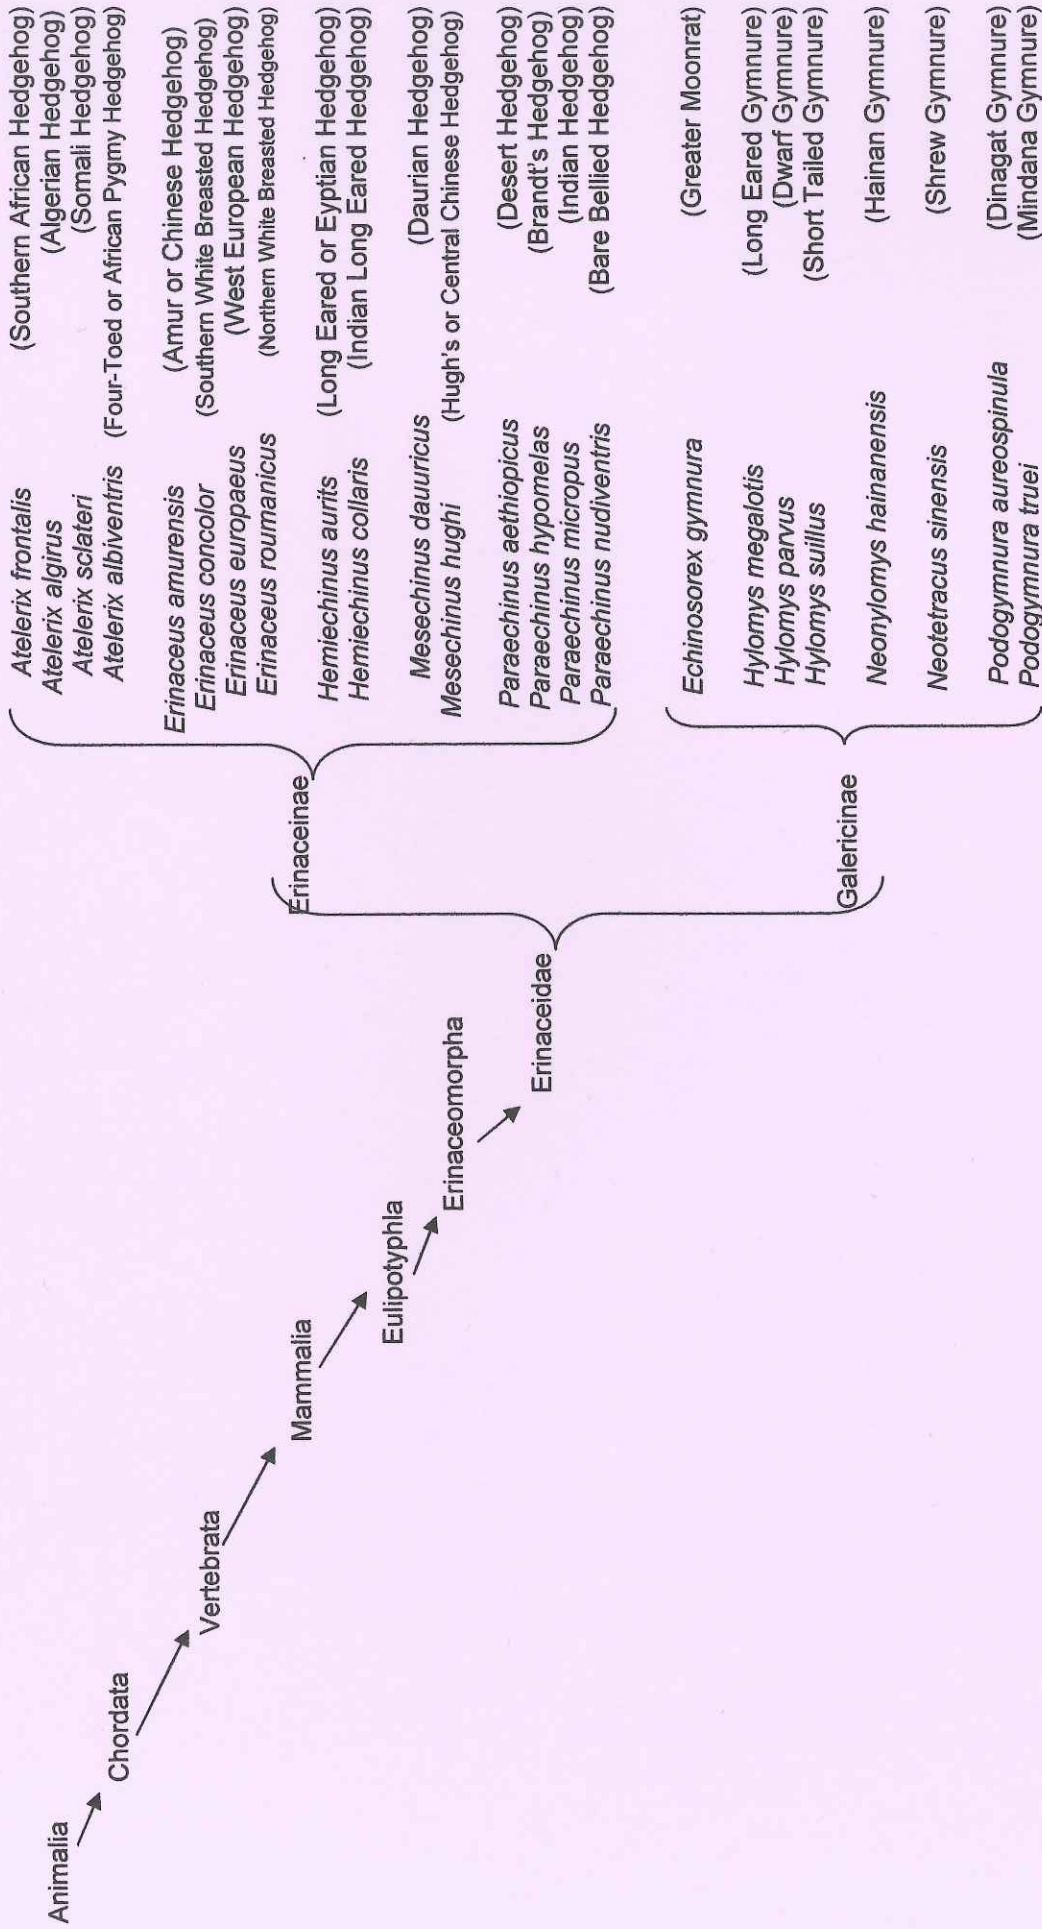 Animalia
Chordata
Vertebrata
Mammalia
Eulipotyphla
Erinaceomorpha
Erinaceidae
Erinaceinae
Atelerix frontalis (Southern African Hedgehog)
Atelerix algirus (Algerian Hedgehog)
Atelerix sclateri (Somali Hedgehog)
Atelerix albiventris (Four-Toed or African Pygmy Hedgehog)
Erinaceus amurensis (Amur or Chinese Hedgehog)
Erinaceus concolor (Southern White Breasted Hedgehog)
Erinaceus europaeus (West European Hedgehog)
Erinaceus roumanicus (Northern White Breasted Hedgehog)
Hemiechinus aurits (Long Eared or Eyptian Hedgehog)
Hemiechinus collaris (Indian Long Eared Hedgehog)
Mesechinus dauuricus (Daurian Hedgehog)
Mesechinus hughi (Hugh's or Central Chinese Hedgehog)
Paraechinus aethiopicus (Desert Hedgehog)
Paraechinus hypomelas (Brandt's Hedgehog)
Paraechinus micropus (Indian Hedgehog)
Paraechinus nudiventris (Bare Bellied Hedgehog)
Galericinae
Echinosorex gymnura (Greater Moonrat)
Hylomys megalotis (Long Eared Gymnure)
Hylomys parvus (Dwarf Gymnure)
Hylomys suillus (Short Tailed Gymnure)
Neonylomys hainanensis (Hainan Gymnure)
Neotetracus sinensis (Shrew Gymnure)
Podogymnura aureospinula (Dinagat Gymnure)
Podogymnura truei (Mindana Gymnure)